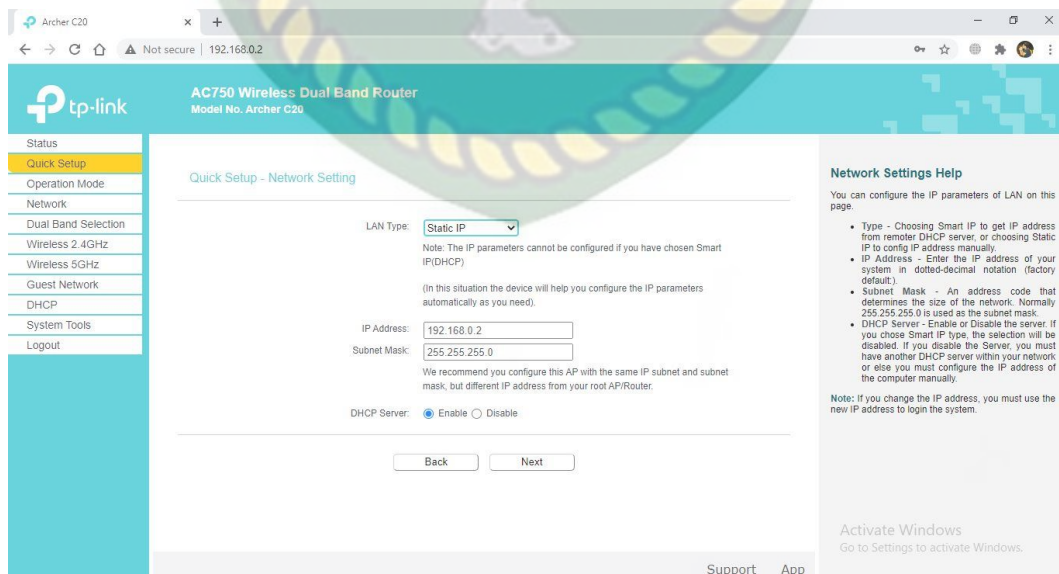 Archer C20
Not secure | 192.168.0.2
tp-link
AC750 Wireless Dual Band Router
Model No. Archer C20
Status
Quick Setup
Operation Mode
Network
Dual Band Selection
Wireless 2.4GHz
Wireless 5GHz
Guest Network
DHCP
System Tools
Logout
Quick Setup - Network Setting
LAN Type: Static IP
Note: The IP parameters cannot be configured if you have chosen Smart
IP(DHCP)
(In this situation the device will help you configure the IP parameters
automatically as you need).
IP Address: 192.168.0.2
Subnet Mask: 255.255.255.0
We recommend you configure this AP with the same IP subnet and subnet
mask, but different IP address from your root AP/Router.
DHCP Server: Enable Disable
Back Next
Network Settings Help
You can configure the IP parameters of LAN on this
page.
• Type - Choosing Smart IP to get IP address
from remoter DHCP server, or choosing Static
IP to config IP address manually.
• IP Address - Enter the IP address of your
system in dotted-decimal notation (factory
default:).
• Subnet Mask - An address code that
determines the size of the network. Normally
255.255.255.0 is used as the subnet mask.
• DHCP Server - Enable or Disable the server. If
you chose Smart IP type, the selection will be
disabled. If you disable the Server, you must
have another DHCP server within your network
or else you must configure the IP address of
the computer manually.
Note: If you change the IP address, you must use the
new IP address to login the system.
Activate Windows
Go to Settings to activate Windows.
Support App